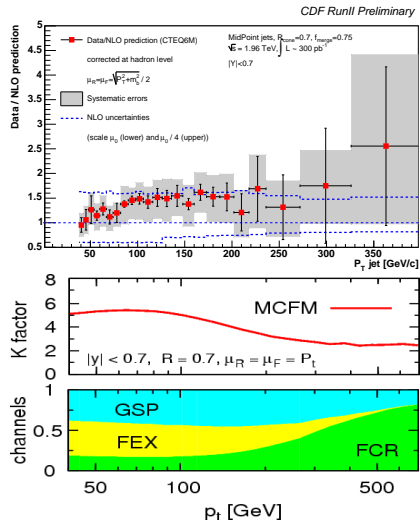 CDF RunII Preliminary
Data / NLO prediction
5
4.5
4
3.5
3
2.5
2
1.5
1
0.5
Data/NLO prediction (CTEQ6M)
corrected at hadron level
μR=μF=√P²T+m²b / 2
Systematic errors
NLO uncertainties
(scale μ0 (lower) and μ0 / 4 (upper))
MidPoint jets, Rcone=0.7, fmerge=0.75
√s = 1.96 TeV, ∫ L ~ 300 pb⁻¹
|Y|<0.7
50 100 150 200 250 300 350
PT jet [GeV/c]
K factor
8
6
4
2
0
MCFM
|y| < 0.7, R = 0.7, μR = μF = Pt
channels
1
0.5
0
GSP
FEX
FCR
50 100 500
pt [GeV]